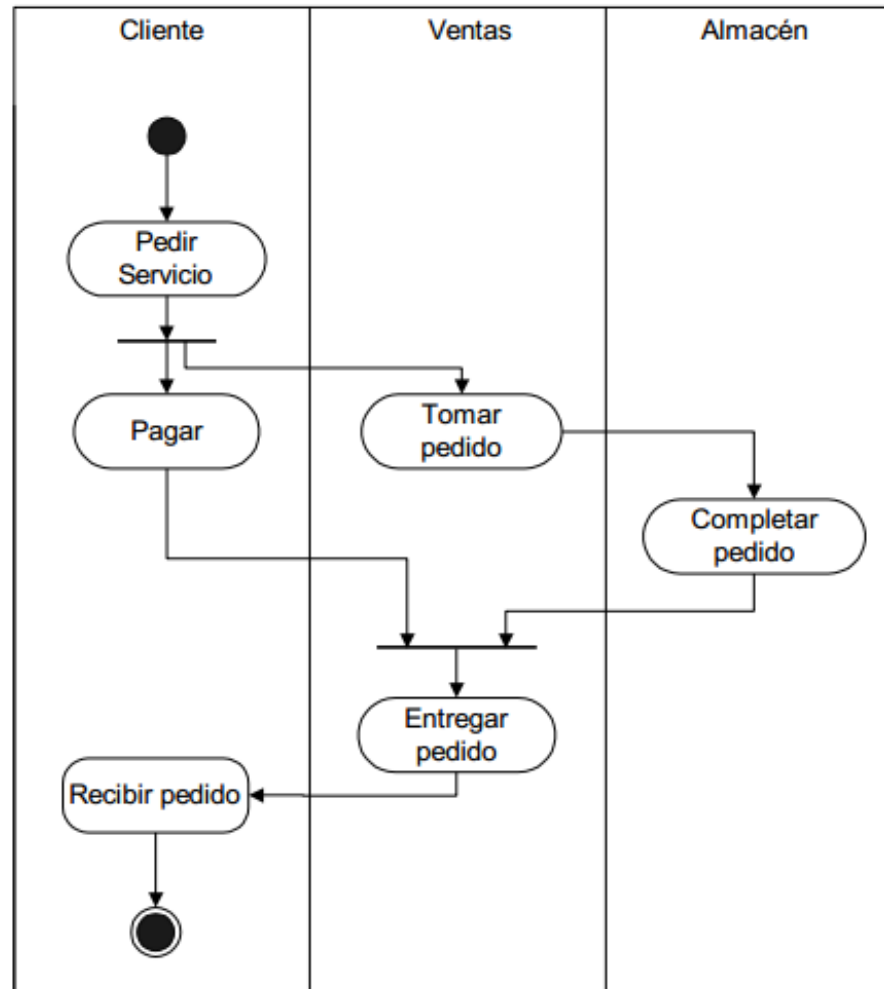 Cliente
Ventas
Almacén
Pedir
Servicio
Pagar
Tomar
pedido
Completar
pedido
Entregar
pedido
Recibir pedido